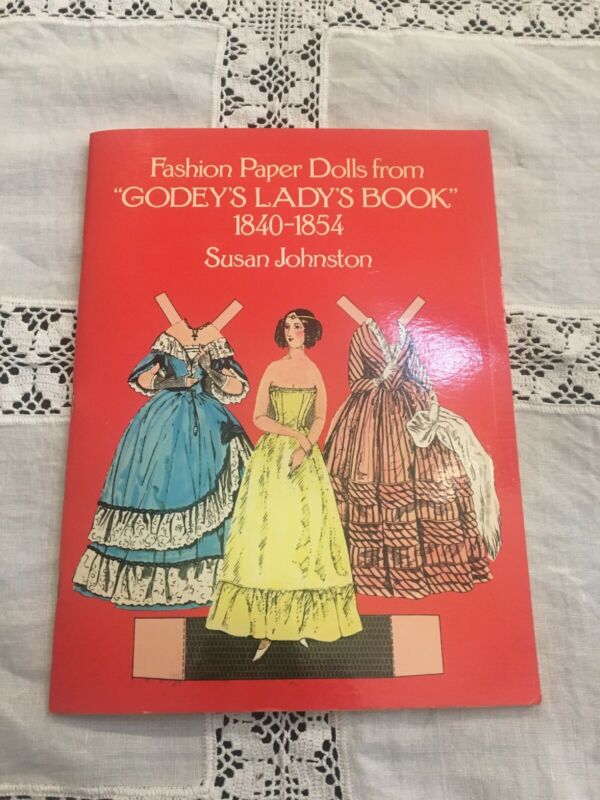 Fashion Paper Dolls from
"GODEY'S LADY'S BOOK"
1840-1854
Susan Johnston